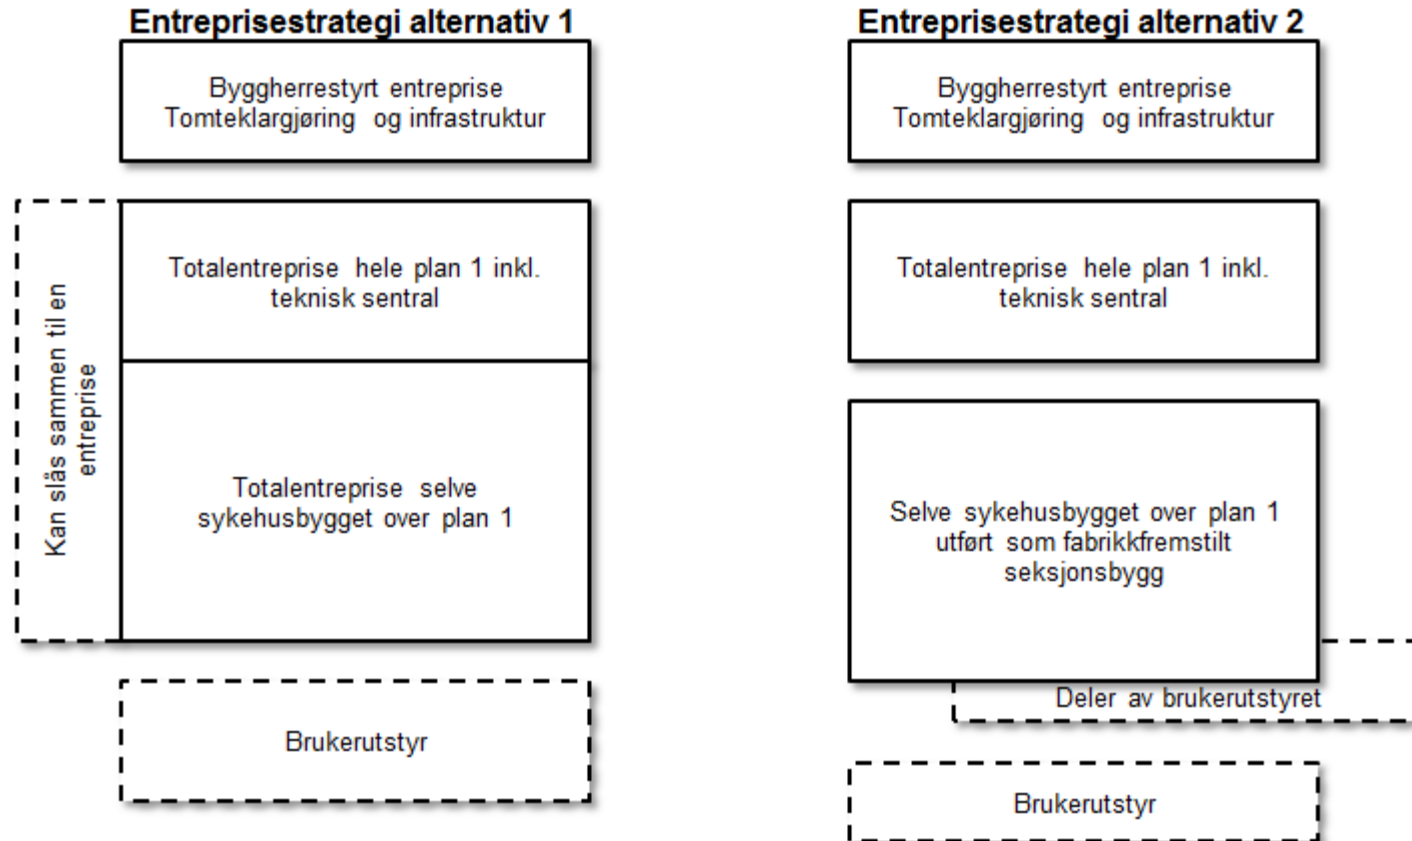 Entreprisestrategi alternativ 1
Byggherrestyrt entreprise
Tomteklargjøring og infrastruktur
Kan slås sammen til en
entreprise
Totalentreprise hele plan 1 inkl.
teknisk sentral
Totalentreprise selve
sykehusbygget over plan 1
Brukerutstyr
Entreprisestrategi alternativ 2
Byggherrestyrt entreprise
Tomteklargjøring og infrastruktur
Totalentreprise hele plan 1 inkl.
teknisk sentral
Selve sykehusbygget over plan 1
utført som fabrikkfremstilt
seksjonsbygg
Deler av brukerutstyret
Brukerutstyr